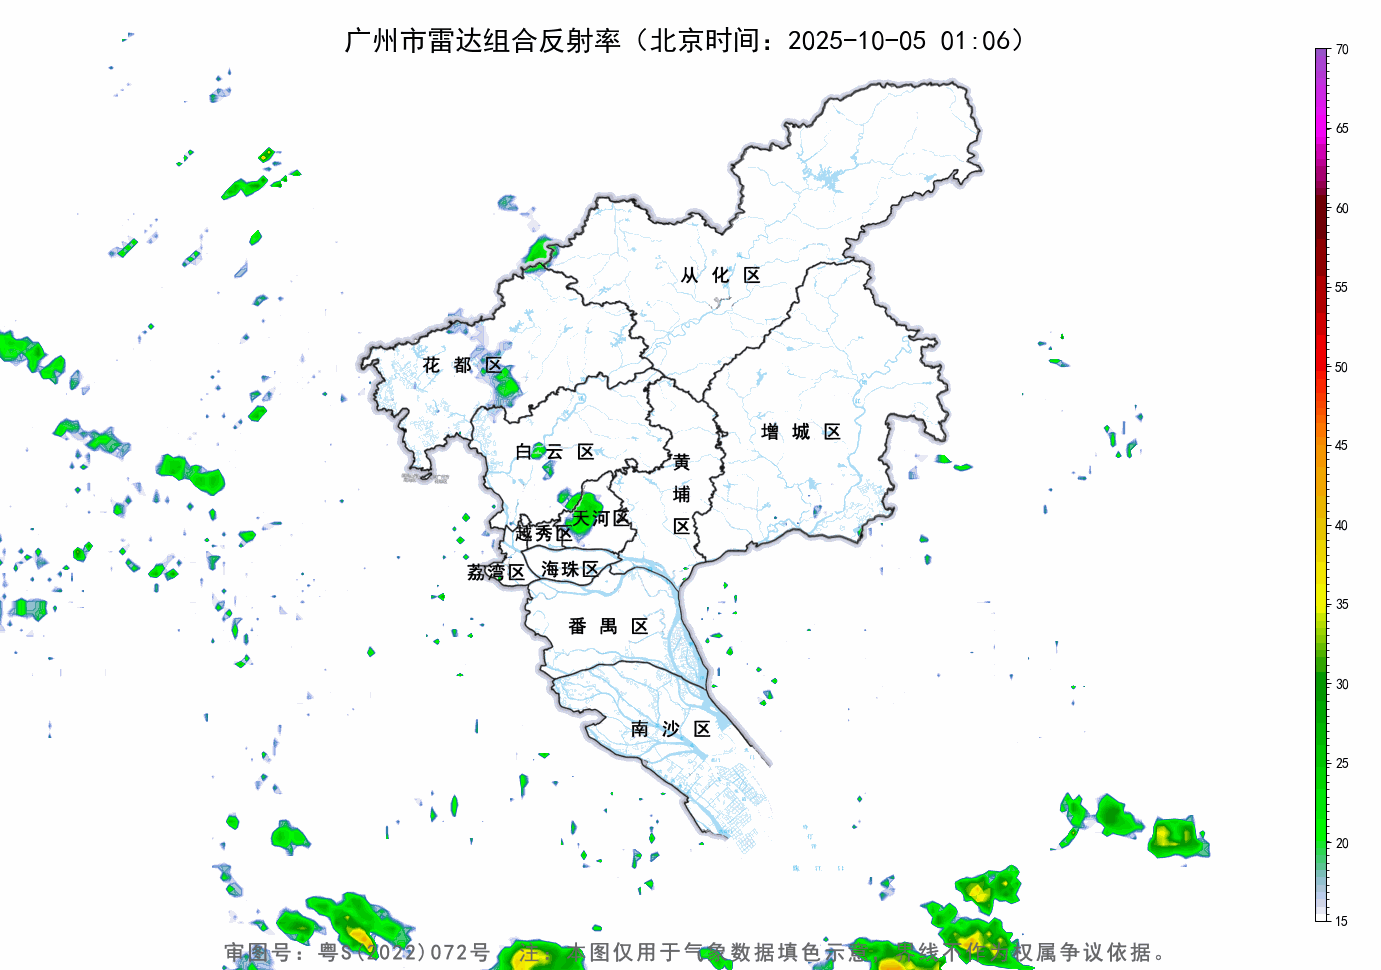 广州市雷达组合反射率（北京时间：2025-10-05 01:06）
70
65
60
55
50
45
40
35
30
25
20
15
从化区
花都区
增城区
白云区
黄埔区
天河区
越秀区
荔湾区
海珠区
番禺区
南沙区
审图号：粤S(2022)072号 注：本图仅用于气象数据填色示意，界线不作为权属争议依据。